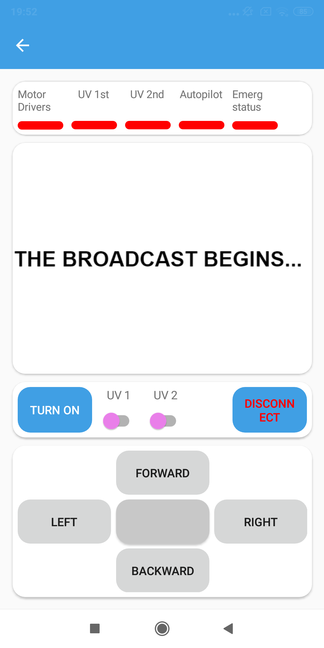 19:52
Motor Drivers
UV 1st
UV 2nd
Autopilot
Emerg status
THE BROADCAST BEGINS...
TURN ON
UV 1
UV 2
DISCONN
ECT
FORWARD
LEFT
RIGHT
BACKWARD